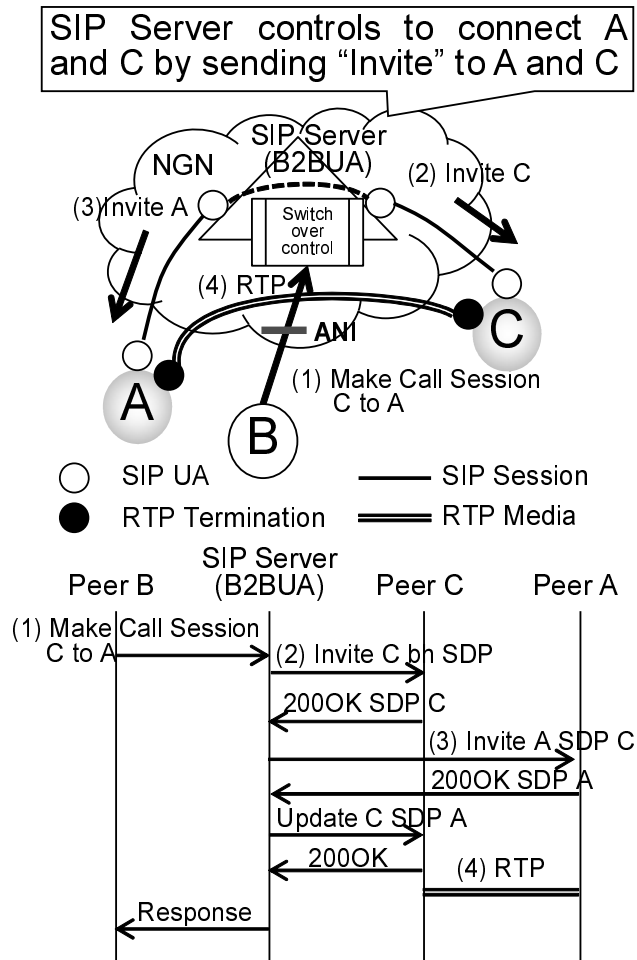 SIP Server controls to connect A
and C by sending “Invite” to A and C
SIP Server
(B2BUA)
NGN
(2) Invite C
(3)Invite A
Switch
over
control
(4) RTP
ANI
C
A
(1) Make Call Session
C to A
B
SIP UA
SIP Session
RTP Termination
RTP Media
SIP Server
(B2BUA)
Peer B
Peer C
Peer A
(1) Make Call Session
C to A
(2) Invite C bh SDP
200OK SDP C
(3) Invite A SDP C
200OK SDP A
Update C SDP A
200OK
(4) RTP
Response